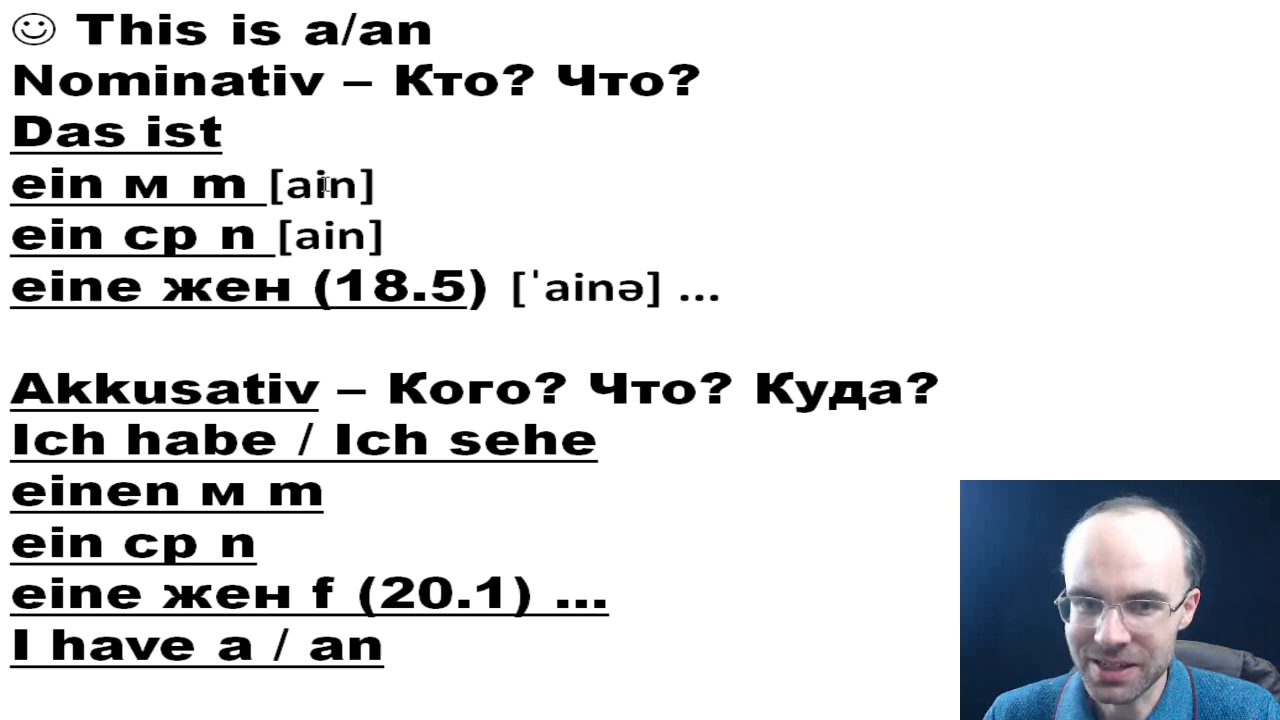 ☺ This is a/an
Nominativ – Кто? Что?
Das ist
ein м m [ain]
ein ср n [ain]
eine жен (18.5) [ˈainə] ...
Akkusativ – Кого? Что? Куда?
Ich habe / Ich sehe
einen м m
ein ср n
eine жен f (20.1) ...
I have a / an